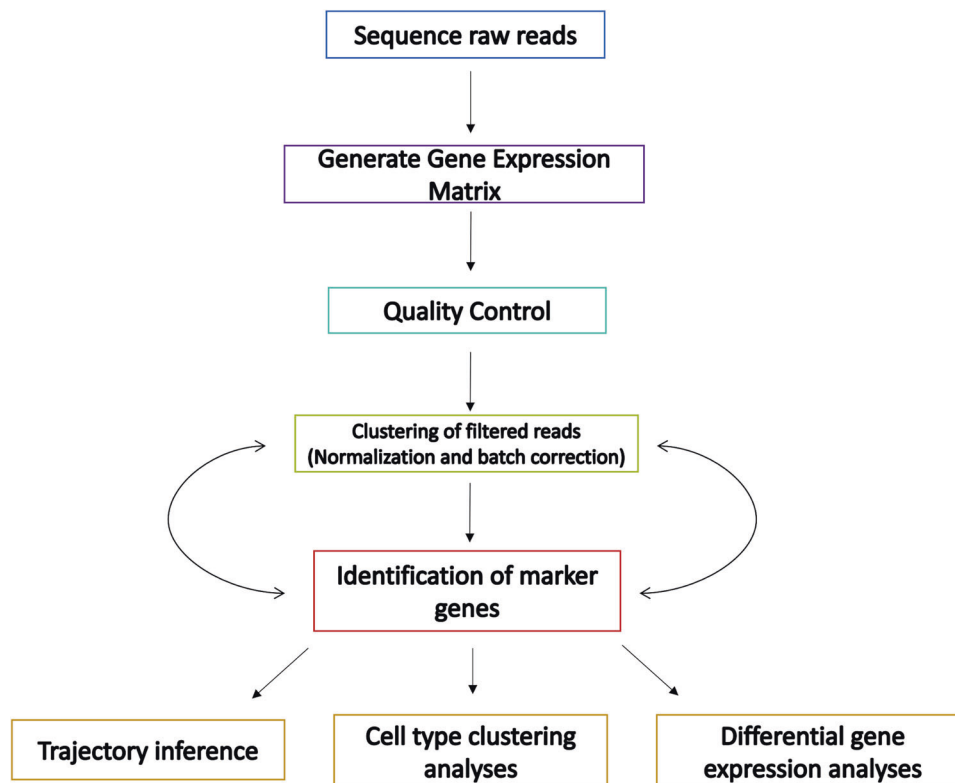 Sequence raw reads
Generate Gene Expression
Matrix
Quality Control
Clustering of filtered reads
(Normalization and batch correction)
Identification of marker
genes
Trajectory inference
Cell type clustering
analyses
Differential gene
expression analyses